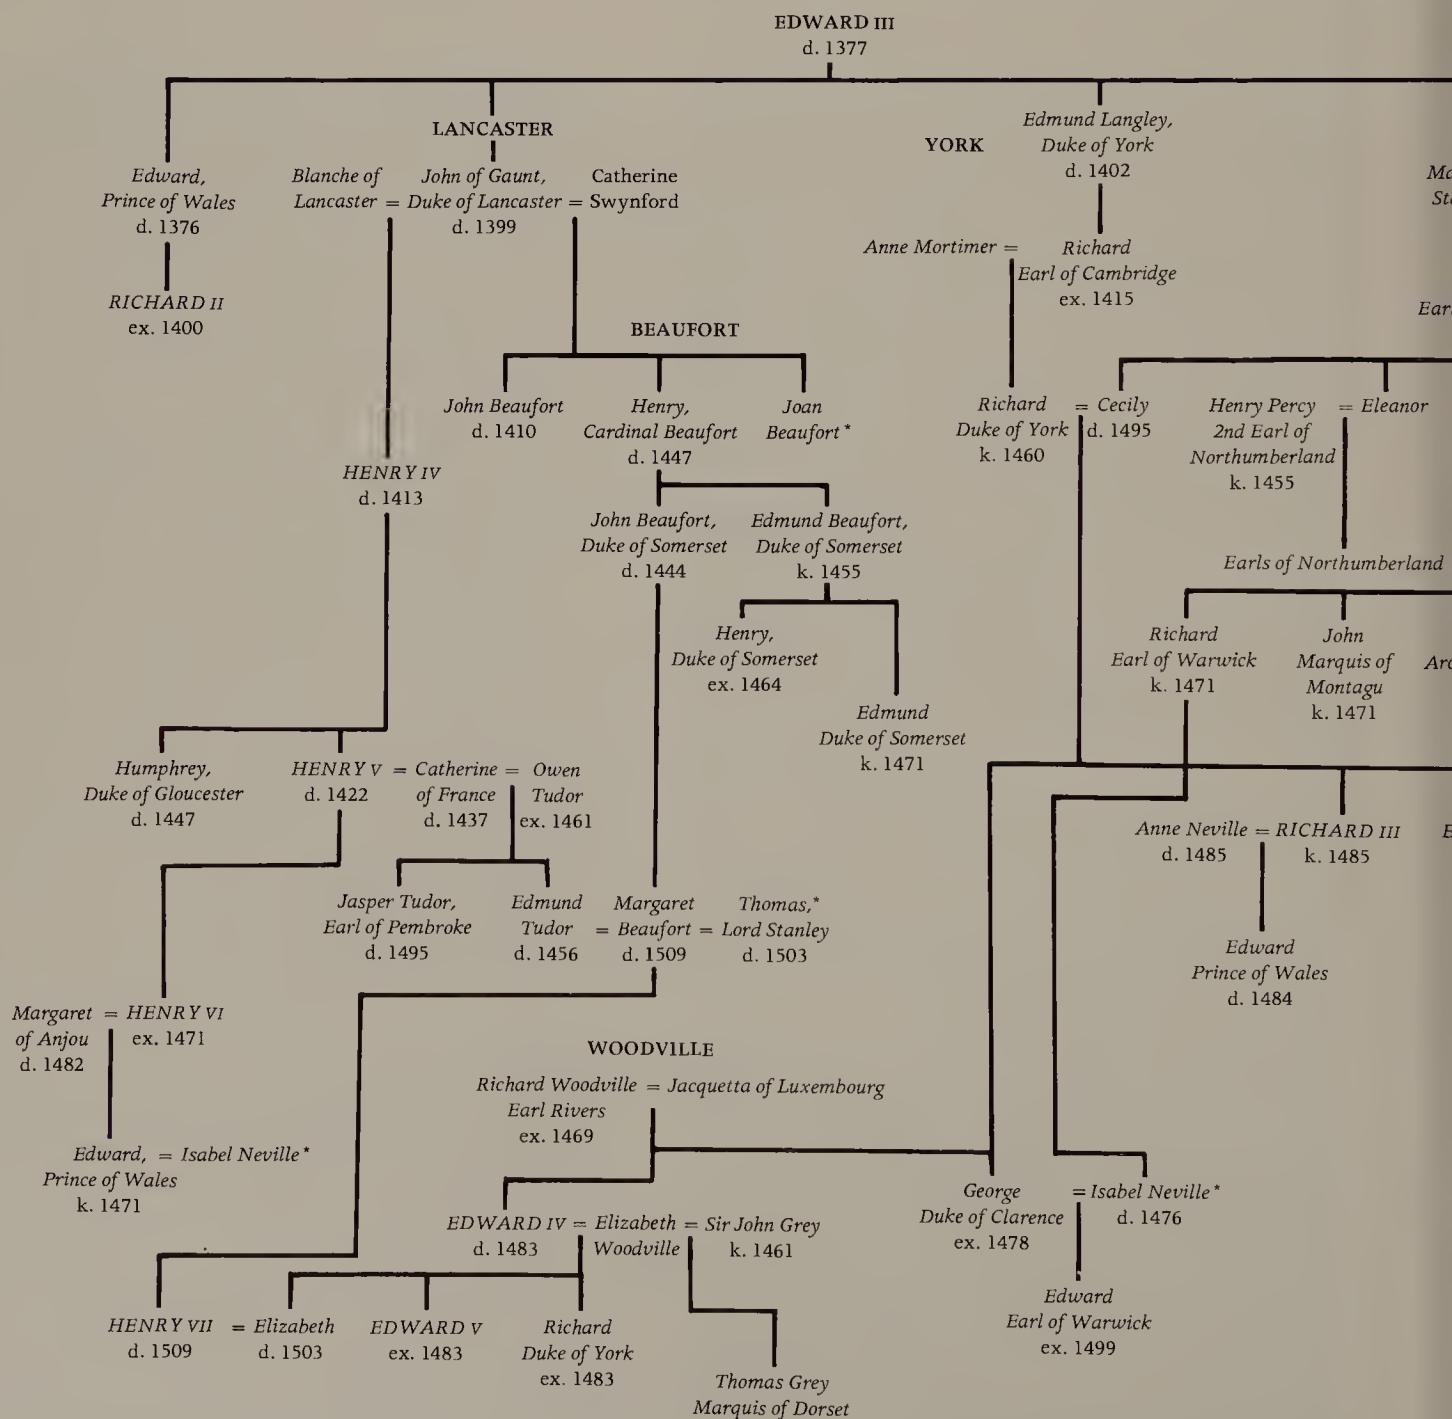 EDWARD III
d. 1377
LANCASTER
YORK
Edmund Langley,
Duke of York
d. 1402
Edward,
Prince of Wales
d. 1376
Blanche of
Lancaster =
John of Gaunt,
Duke of Lancaster =
d. 1399
Catherine
Swynford
Ma
Sta
Anne Mortimer =
Richard
Earl of Cambridge
ex. 1415
RICHARD II
ex. 1400
Earl
BEAUFORT
John Beaufort
d. 1410
Henry,
Cardinal Beaufort
d. 1447
Joan
Beaufort*
Richard
Duke of York
k. 1460
= Cecily
d. 1495
Henry Percy
2nd Earl of
Northumberland
k. 1455
= Eleanor
HENRY IV
d. 1413
John Beaufort,
Duke of Somerset
d. 1444
Edmund Beaufort,
Duke of Somerset
k. 1455
Earls of Northumberland
Henry,
Duke of Somerset
ex. 1464
Richard
Earl of Warwick
k. 1471
John
Marquis of
Montagu
k. 1471
Arc
Edmund
Duke of Somerset
k. 1471
Humphrey,
Duke of Gloucester
d. 1447
HENRY V =
d. 1422
Catherine =
of France
d. 1437
Owen
Tudor
ex. 1461
Anne Neville =
d. 1485
RICHARD III
k. 1485
E
Jasper Tudor,
Earl of Pembroke
d. 1495
Edmund
Tudor
d. 1456
Margaret
= Beaufort =
d. 1509
Thomas,*
Lord Stanley
d. 1503
Edward
Prince of Wales
d. 1484
Margaret
of Anjou
d. 1482
= HENRY VI
ex. 1471
WOODVILLE
Richard Woodville = Jacquetta of Luxembourg
Earl Rivers
ex. 1469
Edward, = Isabel Neville*
Prince of Wales
k. 1471
George
Duke of Clarence
ex. 1478
= Isabel Neville*
d. 1476
EDWARD IV =
d. 1483
Elizabeth =
Woodville
Sir John Grey
k. 1461
Edward
Earl of Warwick
ex. 1499
HENRY VII
d. 1509
= Elizabeth
d. 1503
EDWARD V
ex. 1483
Richard
Duke of York
ex. 1483
Thomas Grey
Marquis of Dorset